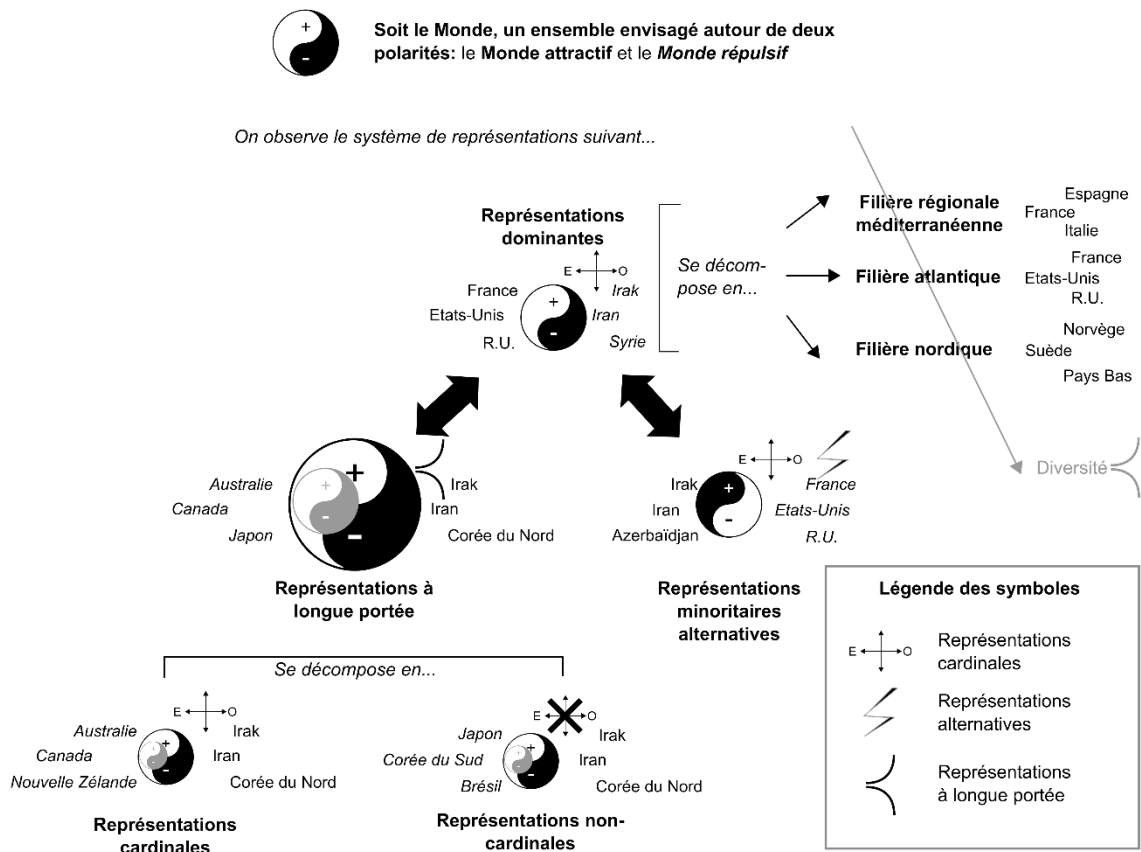 +
-
Soit le Monde, un ensemble envisagé autour de deux
polarités: le Monde attractif et le Monde répulsif
On observe le système de représentations suivant...
Représentations
dominantes
E O
France
Etats-Unis
R.U.
+
-
Irak
Iran
Syrie
Se décom-
pose en...
Filière régionale
méditerranéenne
Espagne
France
Italie
Filière atlantique
France
Etats-Unis
R.U.
Filière nordique
Norvège
Suède
Pays Bas
Diversité
Australie
Canada
Japon
+
-
+
-
Irak
Iran
Corée du Nord
Représentations à
longue portée
E O
Irak
Iran
Azerbaïdjan
+
-
France
Etats-Unis
R.U.
Représentations
minoritaires
alternatives
Se décompose en...
E O
Australie
Canada
Nouvelle Zélande
+
-
+
-
Irak
Iran
Corée du Nord
Représentations
cardinales
E O
Japon
Corée du Sud
Brésil
+
-
+
-
Irak
Iran
Corée du Nord
Représentations non-
cardinales
Légende des symboles
E O
Représentations
cardinales
Représentations
alternatives
Représentations
à longue portée